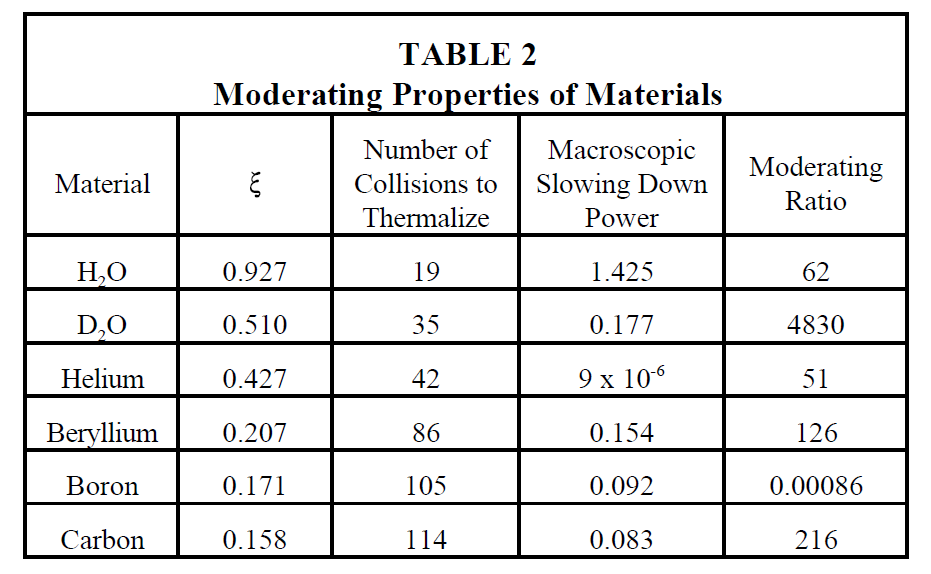 TABLE 2
Moderating Properties of Materials
Material ξ Number of Collisions to Thermalize Macroscopic Slowing Down Power Moderating Ratio
H₂O 0.927 19 1.425 62
D₂O 0.510 35 0.177 4830
Helium 0.427 42 9 x 10⁻⁶ 51
Beryllium 0.207 86 0.154 126
Boron 0.171 105 0.092 0.00086
Carbon 0.158 114 0.083 216